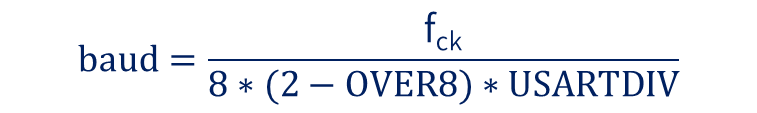 baud = f_ck / 8 * (2 − OVER8) * USARTDIV